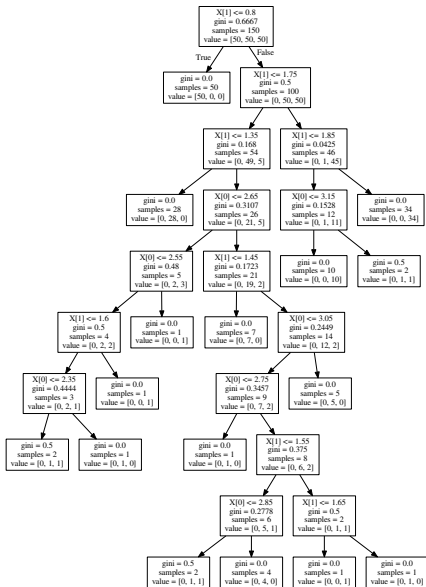 X[1] <= 0.8
gini = 0.6667
samples = 150
value = [50, 50, 50]
True
False
gini = 0.0
samples = 50
value = [50, 0, 0]
X[1] <= 1.75
gini = 0.5
samples = 100
value = [0, 50, 50]
X[1] <= 1.35
gini = 0.168
samples = 54
value = [0, 49, 5]
X[1] <= 1.85
gini = 0.0425
samples = 46
value = [0, 1, 45]
gini = 0.0
samples = 28
value = [0, 28, 0]
X[0] <= 2.65
gini = 0.3107
samples = 26
value = [0, 21, 5]
X[0] <= 3.15
gini = 0.1528
samples = 12
value = [0, 1, 11]
gini = 0.0
samples = 34
value = [0, 0, 34]
X[0] <= 2.55
gini = 0.48
samples = 5
value = [0, 2, 3]
X[1] <= 1.45
gini = 0.1723
samples = 21
value = [0, 19, 2]
gini = 0.0
samples = 10
value = [0, 0, 10]
gini = 0.5
samples = 2
value = [0, 1, 1]
X[1] <= 1.6
gini = 0.5
samples = 4
value = [0, 2, 2]
gini = 0.0
samples = 1
value = [0, 0, 1]
gini = 0.0
samples = 7
value = [0, 7, 0]
X[0] <= 3.05
gini = 0.2449
samples = 14
value = [0, 12, 2]
X[0] <= 2.35
gini = 0.4444
samples = 3
value = [0, 2, 1]
gini = 0.0
samples = 1
value = [0, 0, 1]
X[0] <= 2.75
gini = 0.3457
samples = 9
value = [0, 7, 2]
gini = 0.0
samples = 5
value = [0, 5, 0]
gini = 0.5
samples = 2
value = [0, 1, 1]
gini = 0.0
samples = 1
value = [0, 1, 0]
gini = 0.0
samples = 1
value = [0, 1, 0]
X[1] <= 1.55
gini = 0.375
samples = 8
value = [0, 6, 2]
X[0] <= 2.85
gini = 0.2778
samples = 6
value = [0, 5, 1]
X[1] <= 1.65
gini = 0.5
samples = 2
value = [0, 1, 1]
gini = 0.5
samples = 2
value = [0, 1, 1]
gini = 0.0
samples = 4
value = [0, 4, 0]
gini = 0.0
samples = 1
value = [0, 0, 1]
gini = 0.0
samples = 1
value = [0, 1, 0]